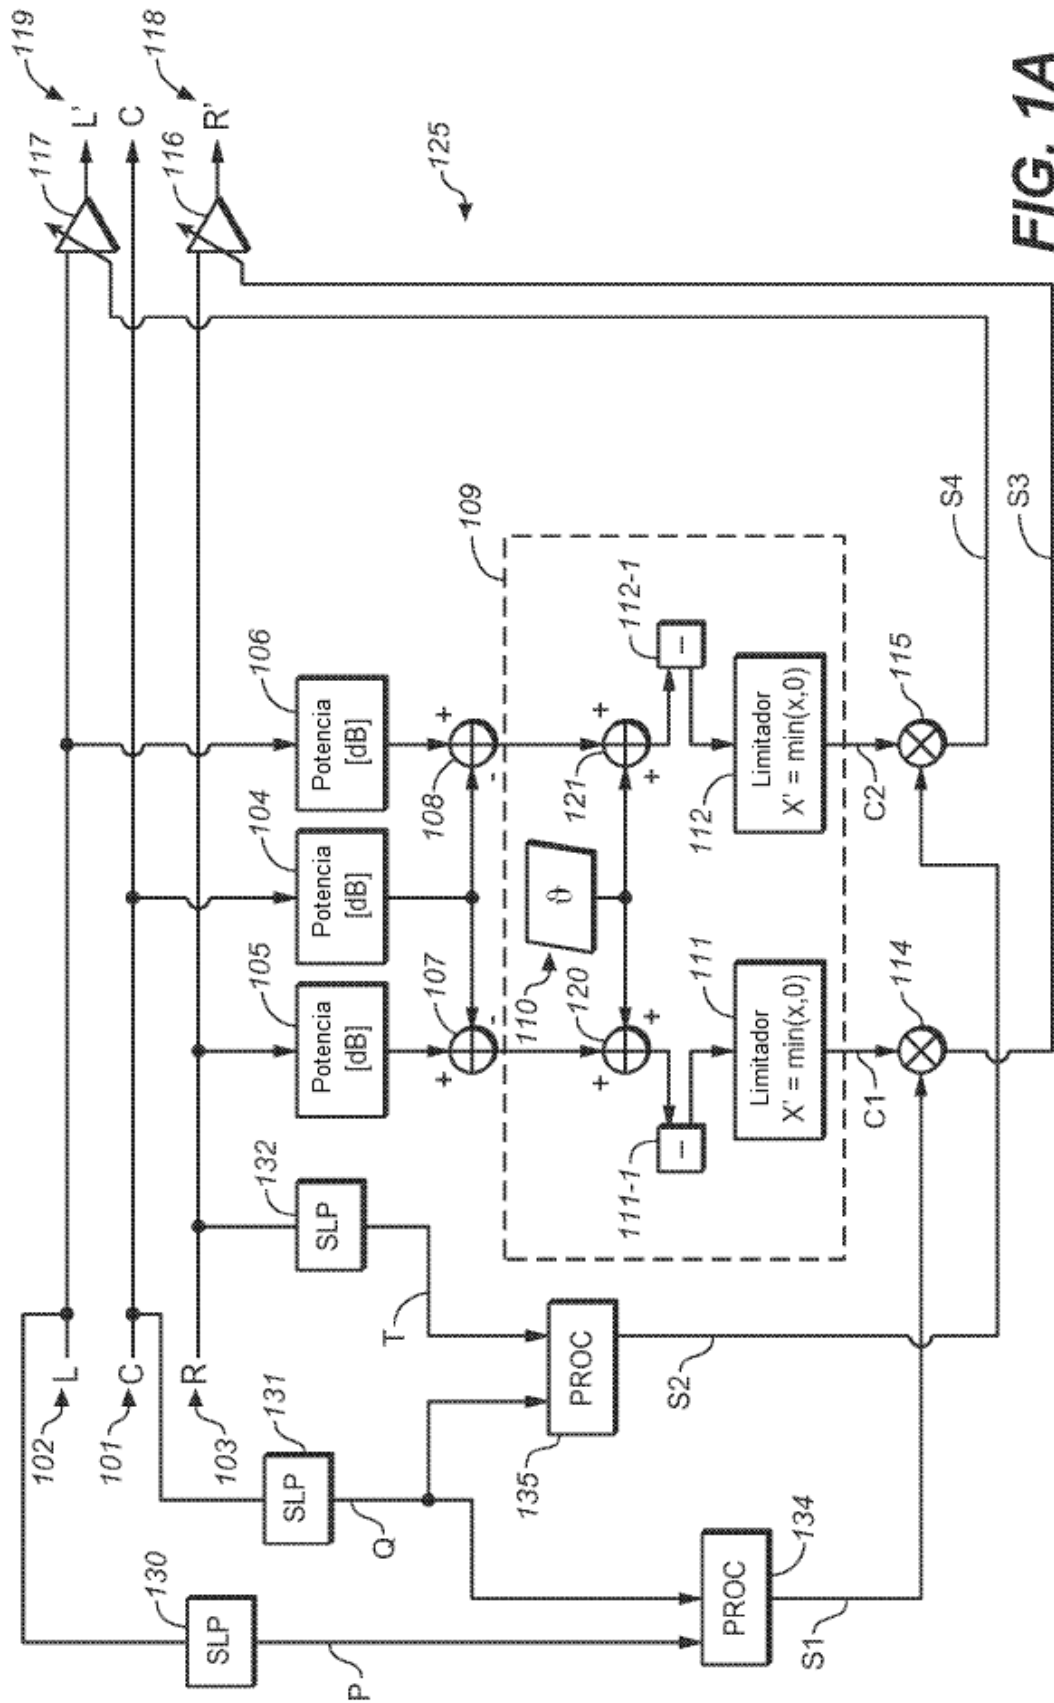 119
L'
C
118
R'
117
116
125
FIG. 1A
109
S4
S3
106
Potencia
[dB]
104
Potencia
[dB]
105
Potencia
[dB]
+
108
-
+
107
-
110
ϑ
+
121
+
+
120
+
112-1
−
111-1
−
Limitador
X' = min(x,0)
112
Limitador
X' = min(x,0)
111
C2
115
C1
114
132
SLP
T
102
L
101
C
103
R
131
SLP
Q
PROC
135
S2
130
SLP
P
PROC
134
S1